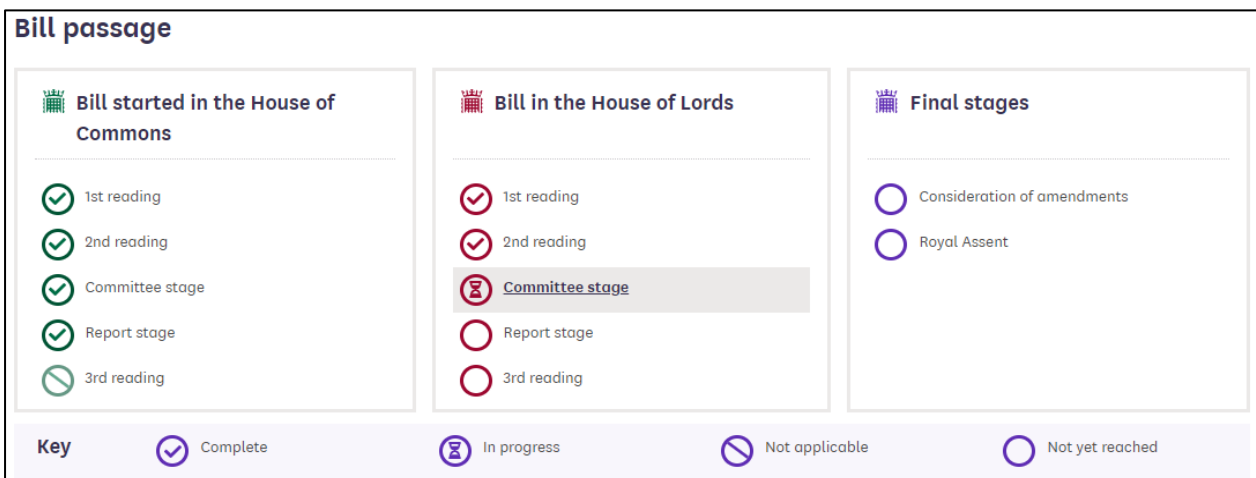 Bill passage
Bill started in the House of
Commons
1st reading
2nd reading
Committee stage
Report stage
3rd reading
Bill in the House of Lords
1st reading
2nd reading
Committee stage
Report stage
3rd reading
Final stages
Consideration of amendments
Royal Assent
Key
Complete
In progress
Not applicable
Not yet reached